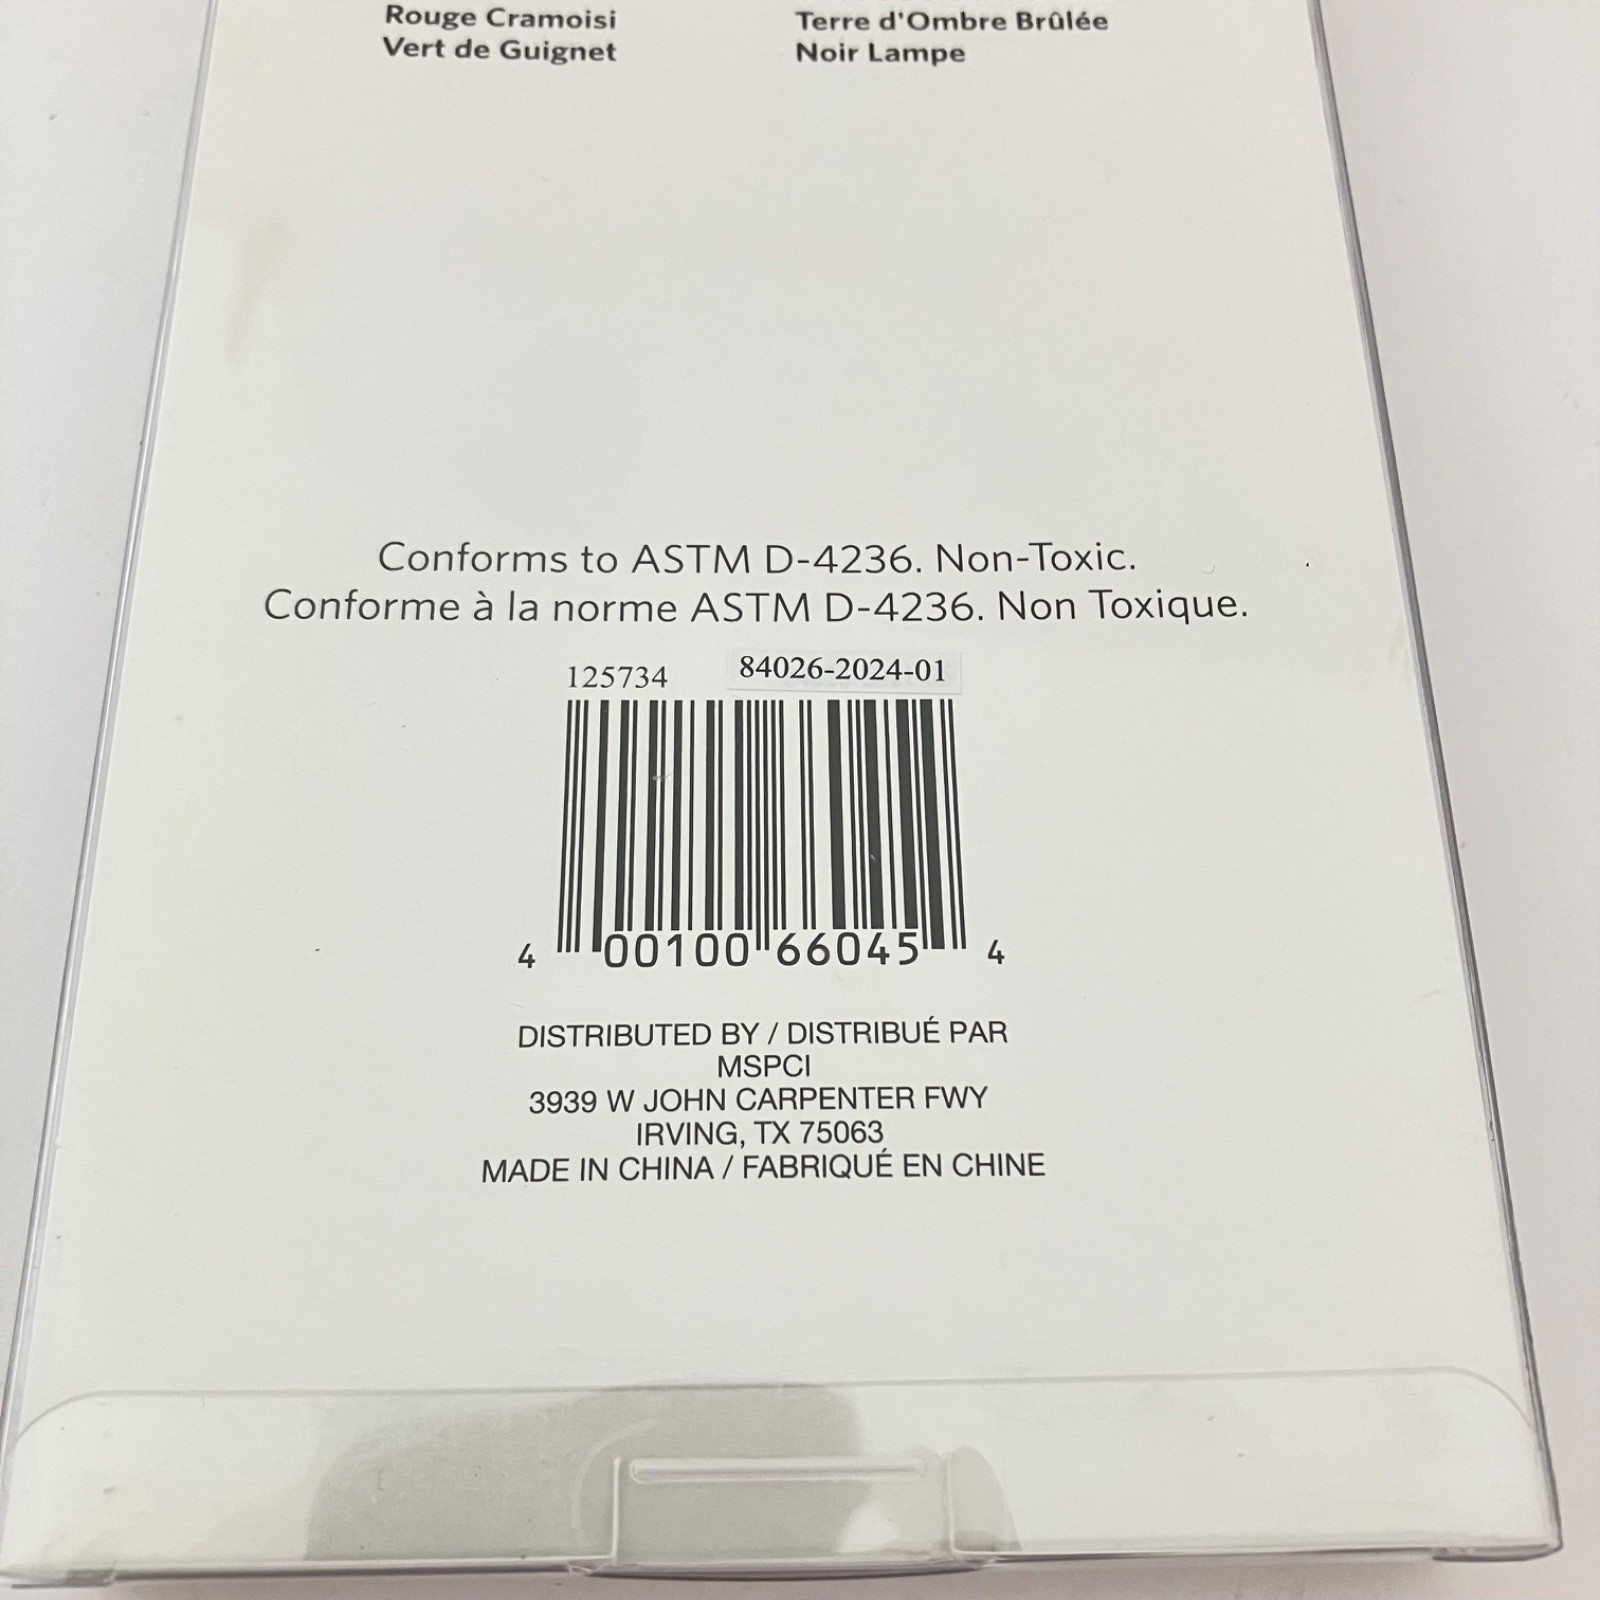 Rouge Cramoisi
Vert de Guignet
Terre d'Ombre Brûlée
Noir Lampe
Conforms to ASTM D-4236. Non-Toxic.
Conforme à la norme ASTM D-4236. Non Toxique.
125734 84026-2024-01
4 00100 66045 4
DISTRIBUTED BY / DISTRIBUÉ PAR
MSPCI
3939 W JOHN CARPENTER FWY
IRVING, TX 75063
MADE IN CHINA / FABRIQUÉ EN CHINE